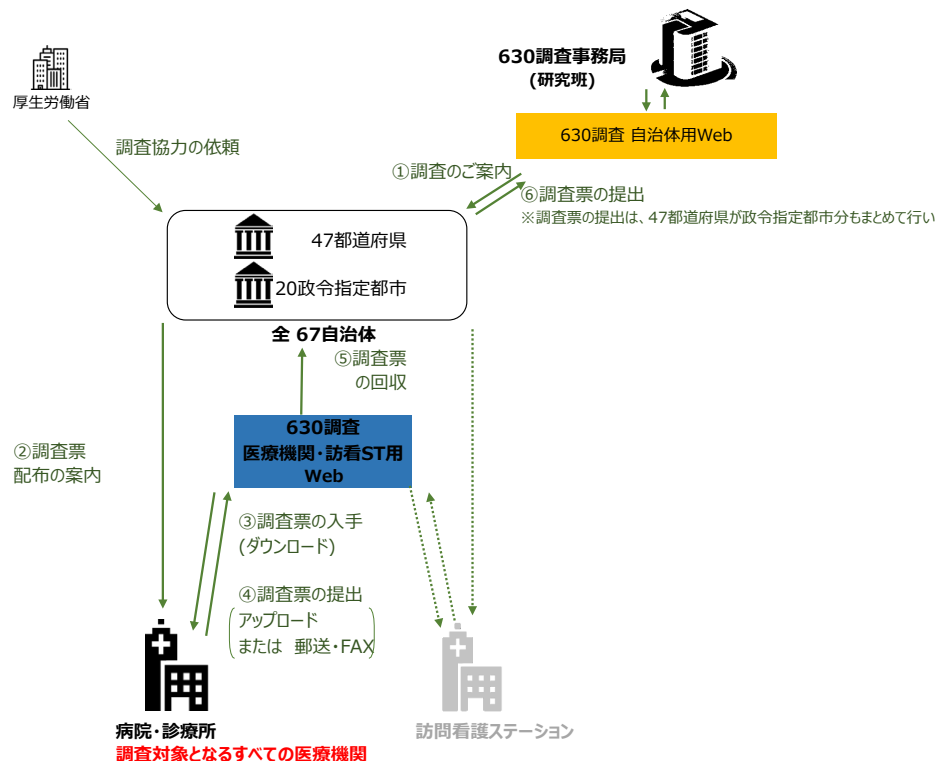 630調査事務局
(研究班)
厚生労働省
630調査 自治体用Web
調査協力の依頼
①調査のご案内
⑥調査票の提出
※調査票の提出は、47都道府県が政令指定都市分もまとめて行い
47都道府県
20政令指定都市
全 67自治体
⑤調査票
の回収
630調査
医療機関・訪看ST用
Web
②調査票
配布の案内
③調査票の入手
(ダウンロード)
④調査票の提出
アップロード
または 郵送・FAX
病院・診療所
調査対象となるすべての医療機関
訪問看護ステーション